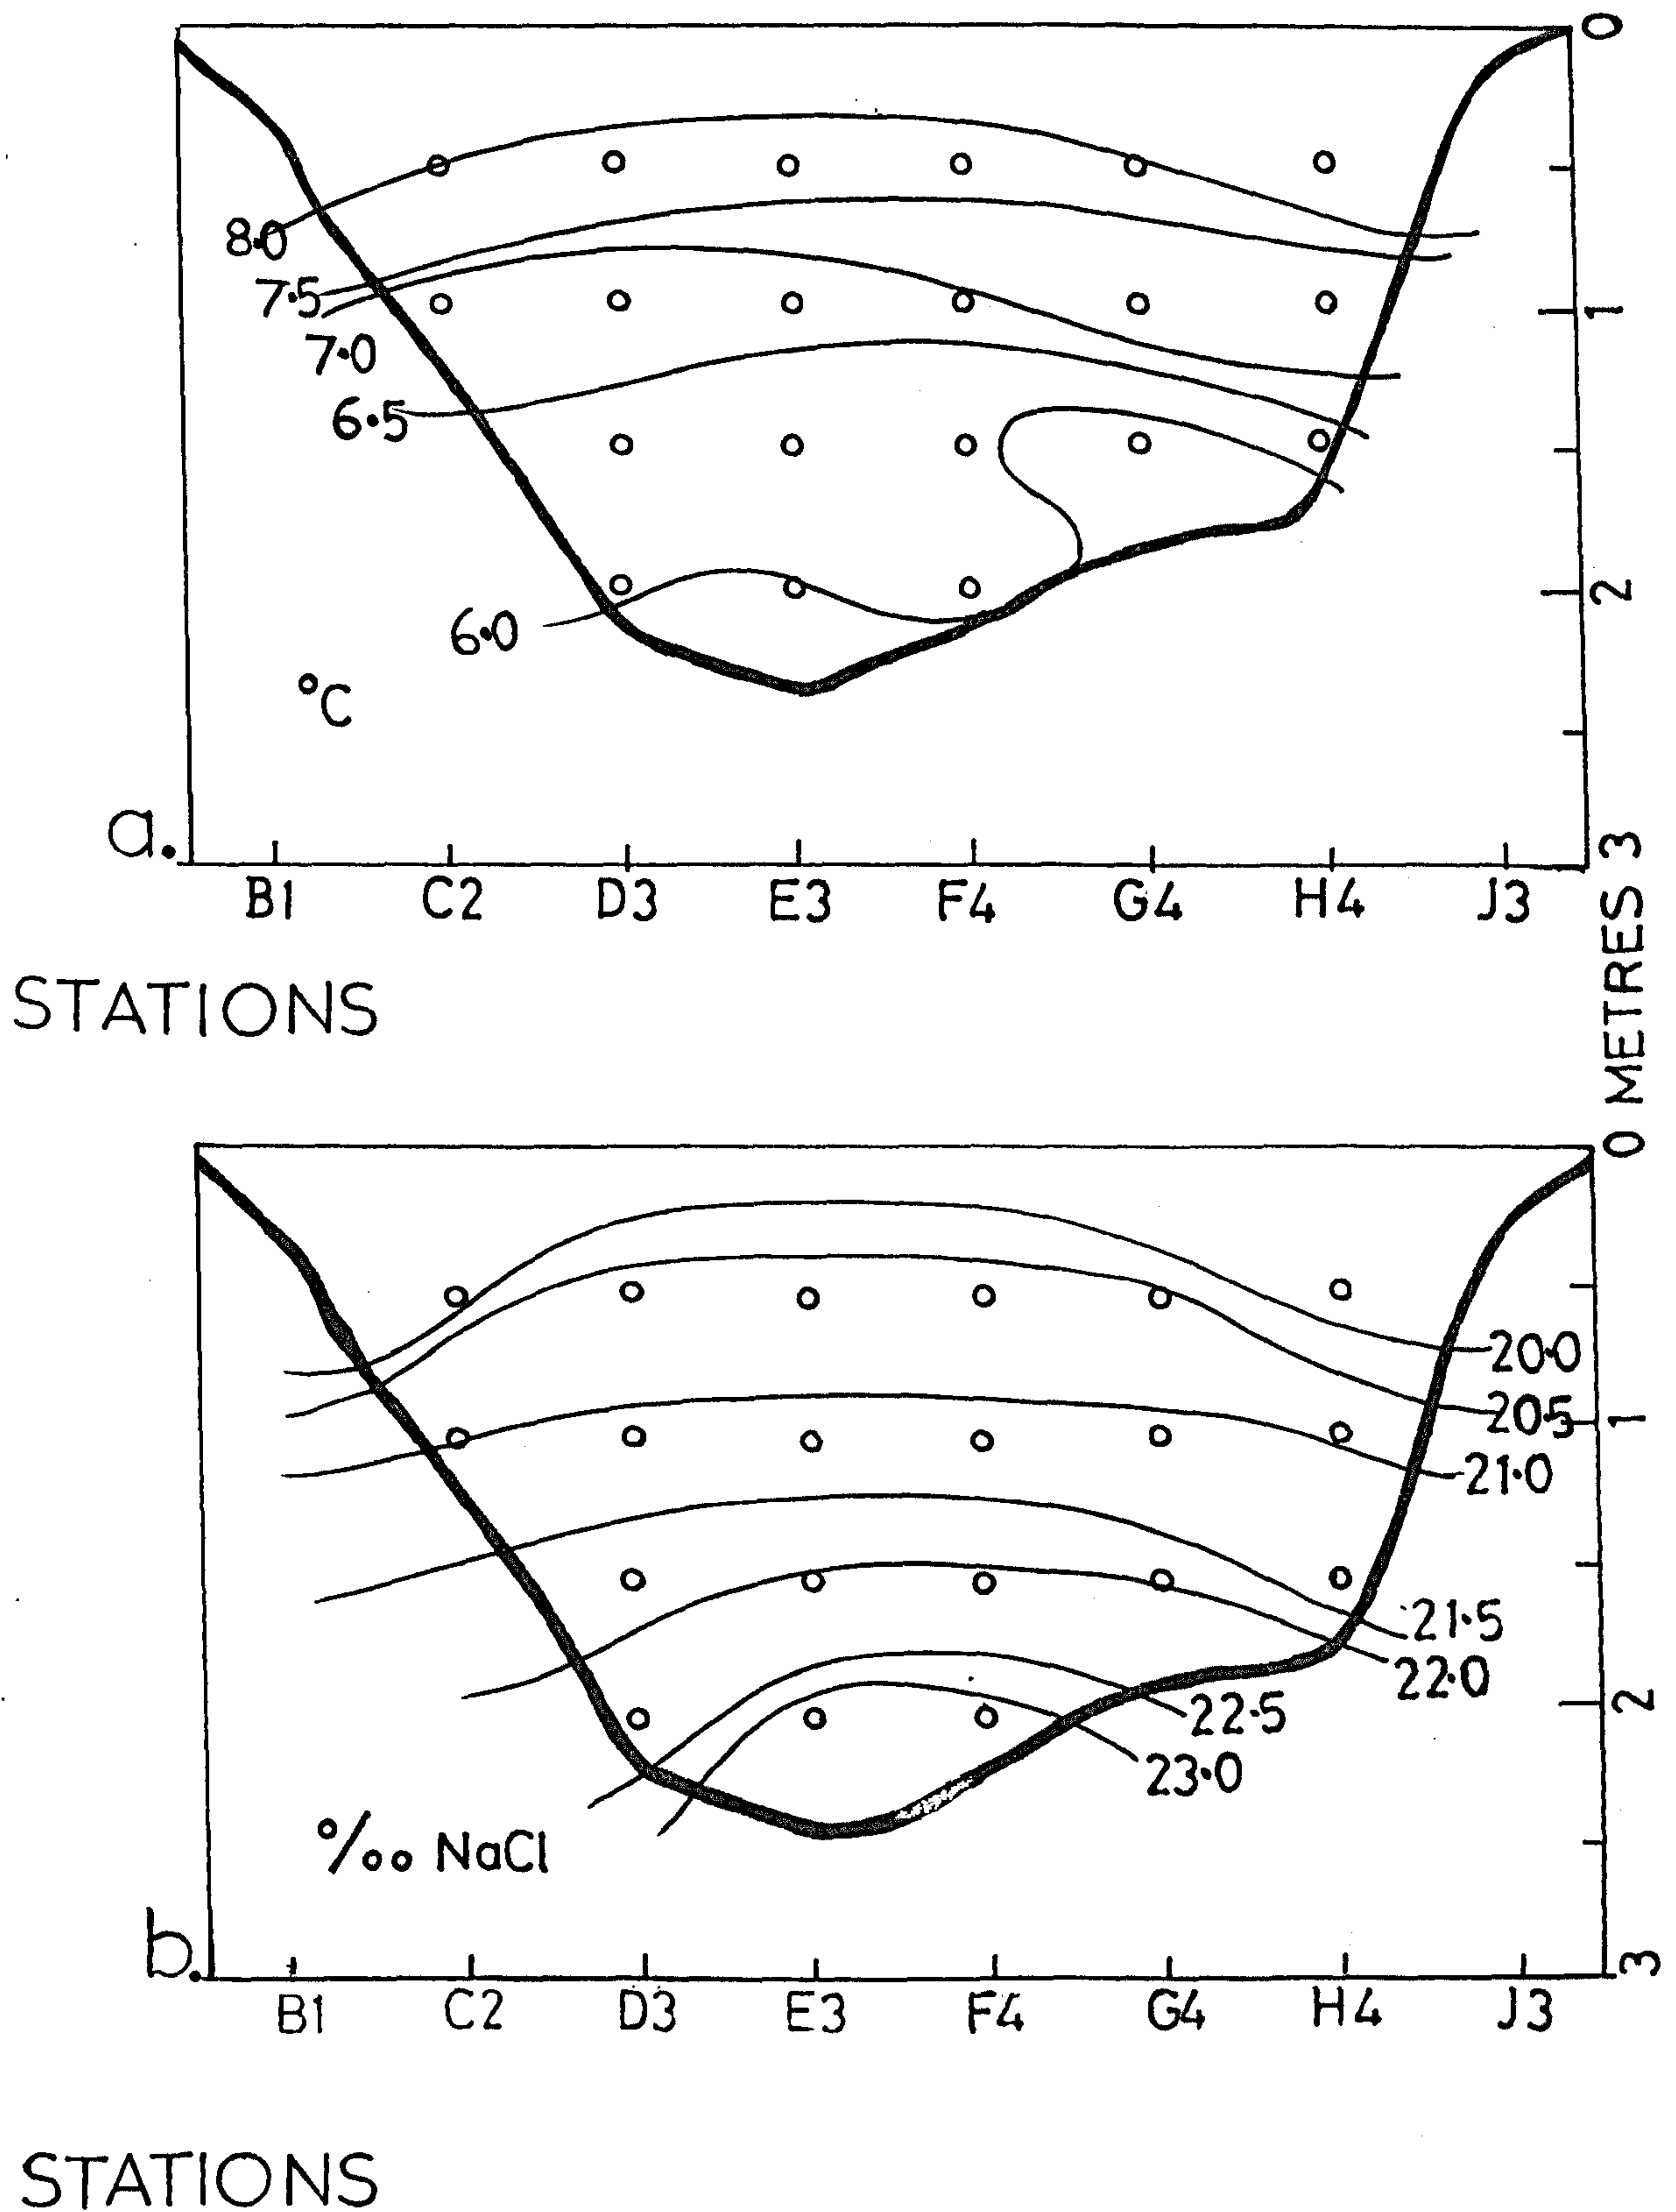 0
8·0
7·5
1
7·0
6·5
2
6·0
°C
a.
3
B1 C2 D3 E3 F4 G4 H4 J3
METRES
STATIONS
0
20·0
20·5
1
21·0
21·5
22·0
22·5
2
23·0
°/oo NaCl
b.
3
B1 C2 D3 E3 F4 G4 H4 J3
STATIONS